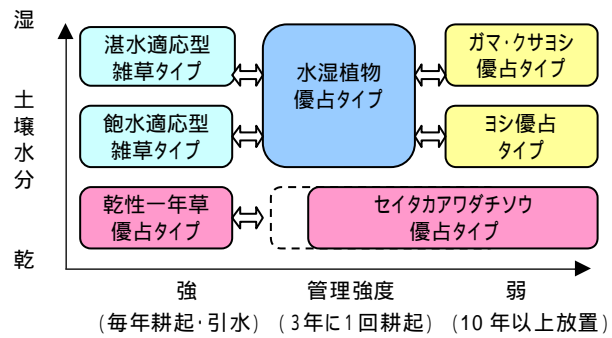 湿
土
壌
水
分
乾
湛水適応型
雑草タイプ
水湿植物
優占タイプ
ガマ・クサヨシ
優占タイプ
飽水適応型
雑草タイプ
ヨシ優占
タイプ
乾性一年草
優占タイプ
セイタカアワダチソウ
優占タイプ
強 管理強度 弱
(毎年耕起・引水) (3年に1回耕起) (10年以上放置)